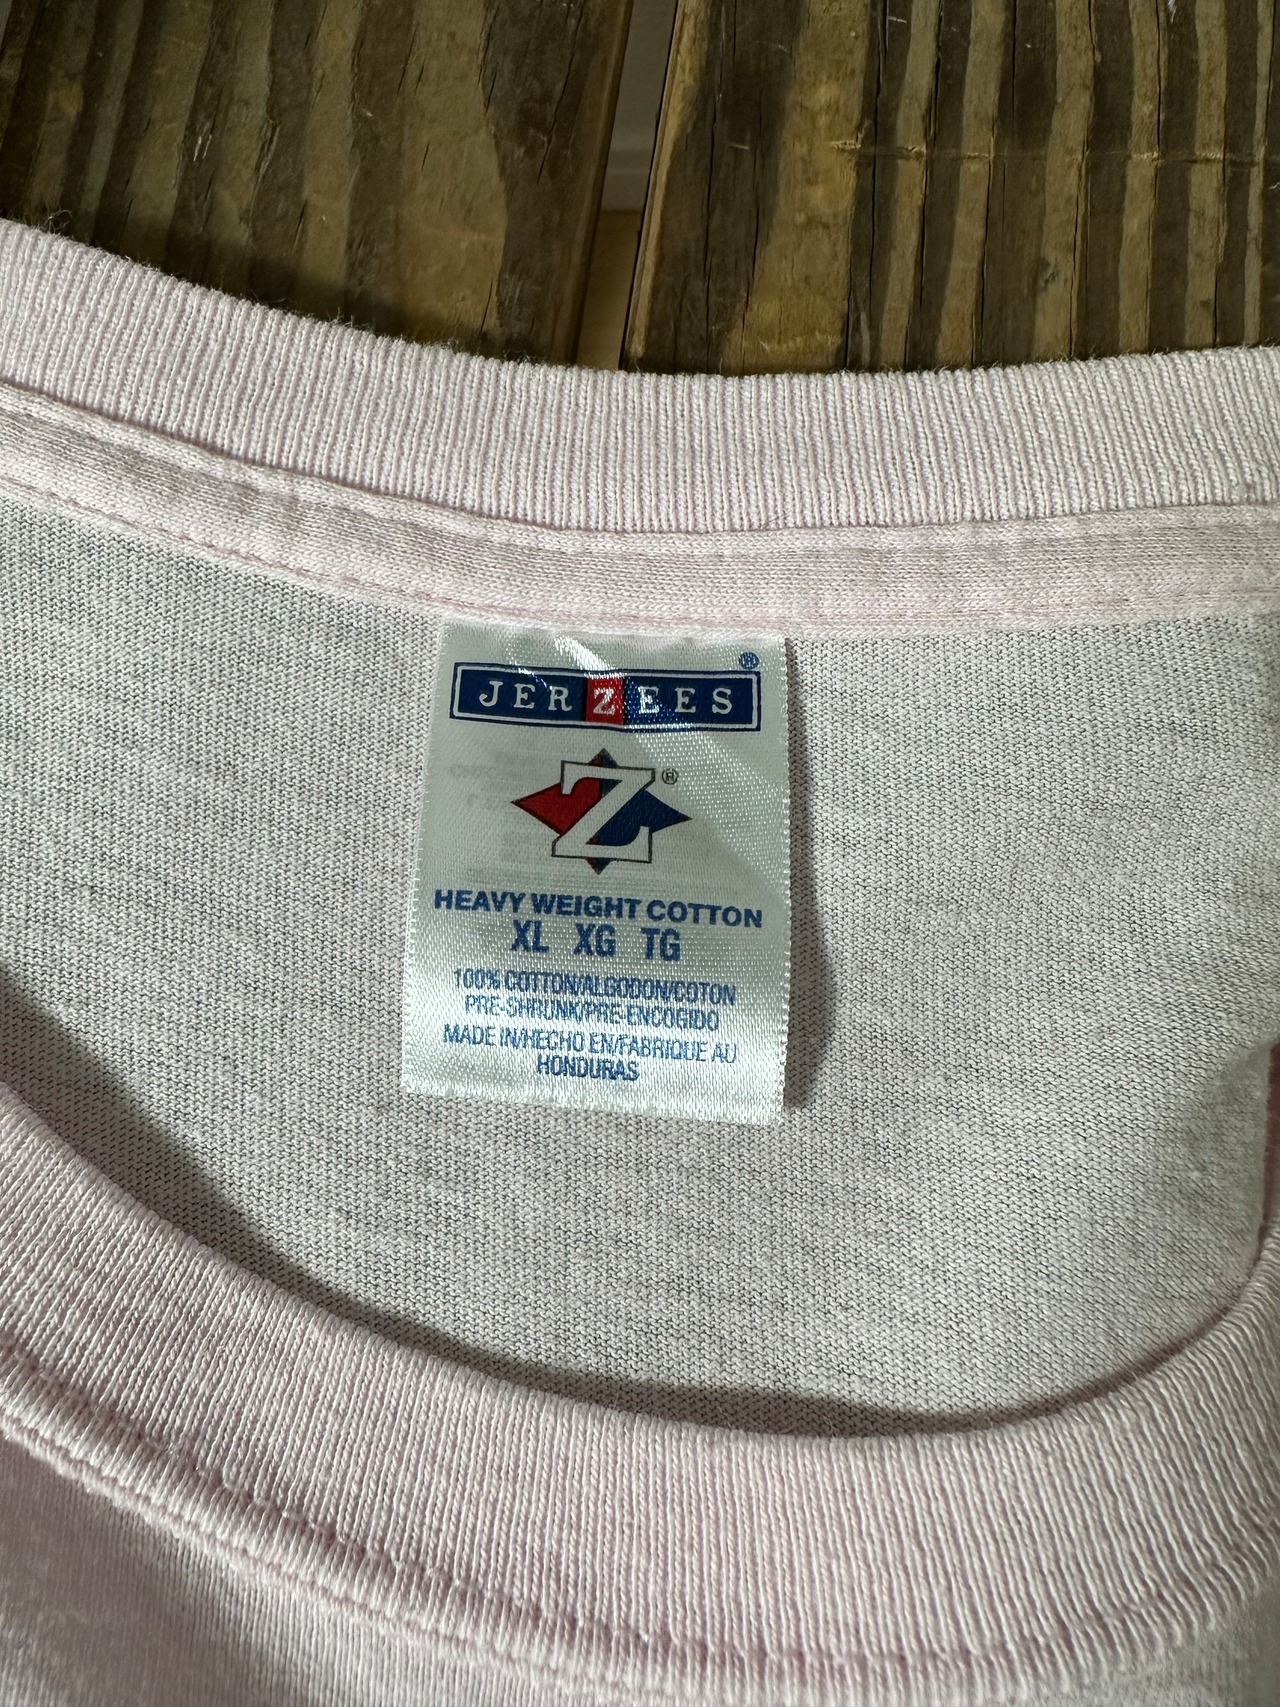 JERZEES®
Z®
HEAVY WEIGHT COTTON
XL XG TG
100% COTTON/ALGODON/COTON
PRE-SHRUNK/PRE-ENCOGIDO
MADE IN/HECHO EN/FABRIQUE AU
HONDURAS